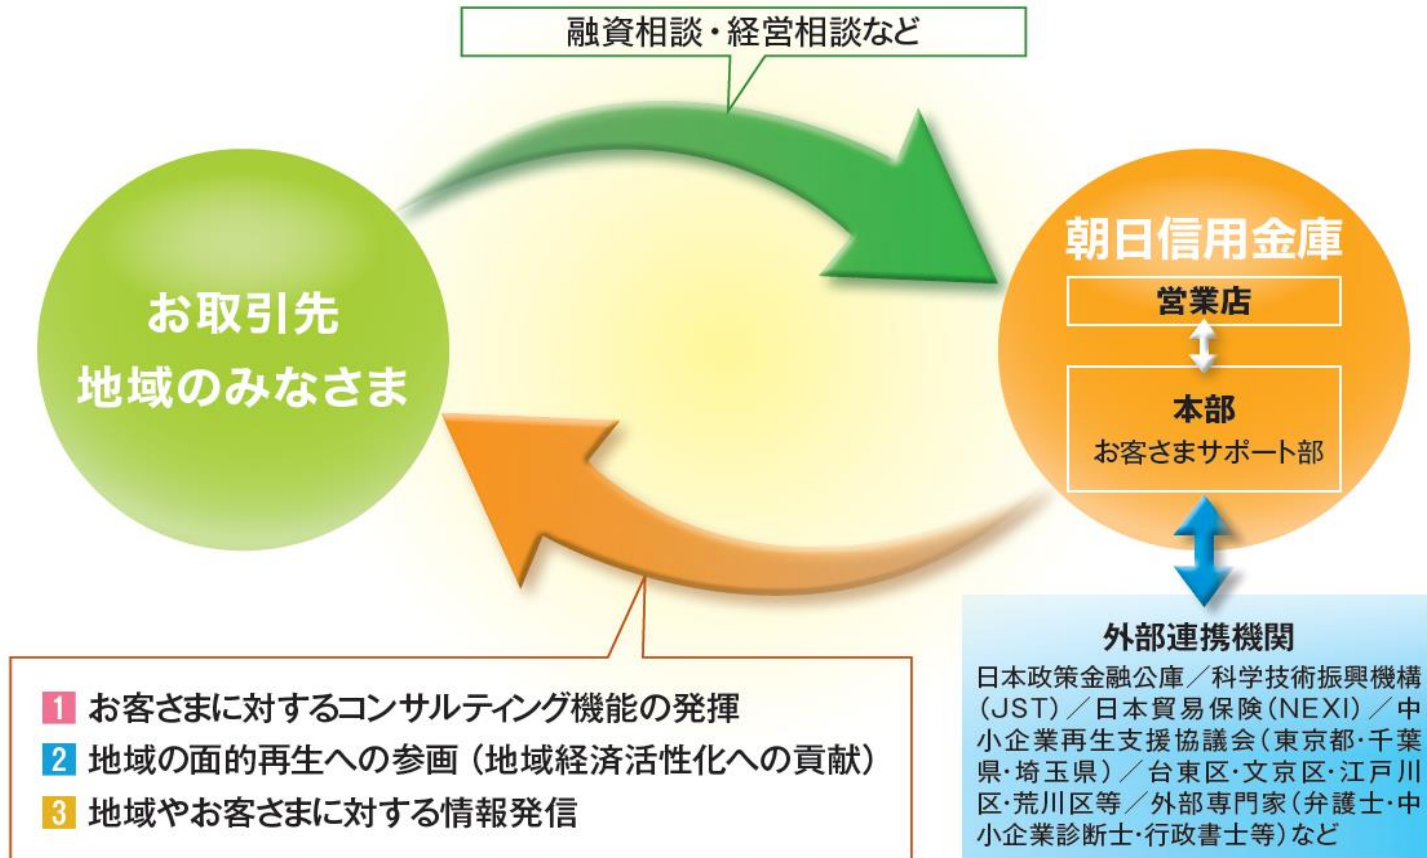 融資相談・経営相談など
お取引先
地域のみなさま
朝日信用金庫
営業店
本部
お客さまサポート部
1 お客さまに対するコンサルティング機能の発揮
2 地域の面的再生への参画（地域経済活性化への貢献）
3 地域やお客さまに対する情報発信
外部連携機関
日本政策金融公庫／科学技術振興機構
（JST）／日本貿易保険（NEXI）／中
小企業再生支援協議会（東京都・千葉
県・埼玉県）／台東区・文京区・江戸川
区・荒川区等／外部専門家（弁護士・中
小企業診断士・行政書士等）など